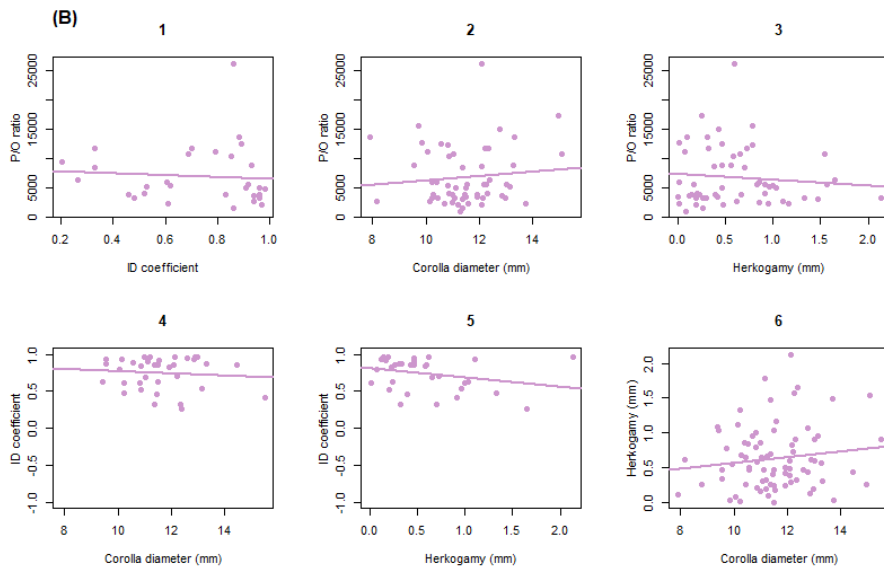 (B)
1
P/O ratio
25000
15000
5000
0
0.2 0.4 0.6 0.8 1.0
ID coefficient
2
P/O ratio
25000
15000
5000
0
8 10 12 14
Corolla diameter (mm)
3
P/O ratio
25000
15000
5000
0
0.0 0.5 1.0 1.5 2.0
Herkogamy (mm)
4
ID coefficient
1.0
0.5
0.0
-0.5
-1.0
8 10 12 14
Corolla diameter (mm)
5
ID coefficient
1.0
0.5
0.0
-0.5
-1.0
0.0 0.5 1.0 1.5 2.0
Herkogamy (mm)
6
Herkogamy (mm)
2.0
1.5
1.0
0.5
0.0
8 10 12 14
Corolla diameter (mm)